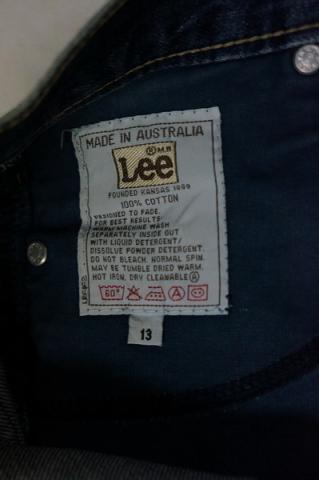 MADE IN AUSTRALIA
® M.R
Lee
FOUNDED KANSAS 1889
100% COTTON
DESIGNED TO FADE.
FOR BEST RESULTS:
WARM MACHINE WASH
SEPARATELY INSIDE OUT
WITH LIQUID DETERGENT/
DISSOLVE POWDER DETERGENT.
DO NOT BLEACH. NORMAL SPIN.
MAY BE TUMBLE DRIED WARM.
HOT IRON, DRY CLEANABLE Ⓐ
60° A
13